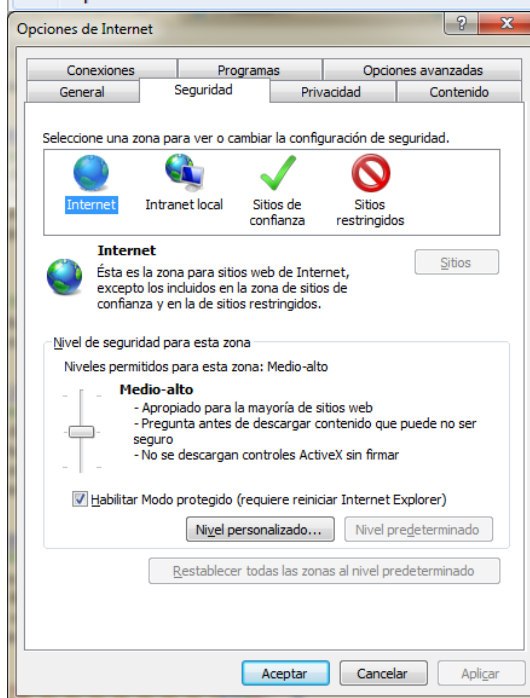 Opciones de Internet
Conexiones Programas Opciones avanzadas
General Seguridad Privacidad Contenido
Seleccione una zona para ver o cambiar la configuración de seguridad.
Internet Intranet local Sitios de confianza Sitios restringidos
Internet
Ésta es la zona para sitios web de Internet,
excepto los incluidos en la zona de sitios de
confianza y en la de sitios restringidos.
Sitios
Nivel de seguridad para esta zona
Niveles permitidos para esta zona: Medio-alto
Medio-alto
- Apropiado para la mayoría de sitios web
- Pregunta antes de descargar contenido que puede no ser
seguro
- No se descargan controles ActiveX sin firmar
Habilitar Modo protegido (requiere reiniciar Internet Explorer)
Nivel personalizado... Nivel predeterminado
Restablecer todas las zonas al nivel predeterminado
Aceptar Cancelar Aplicar